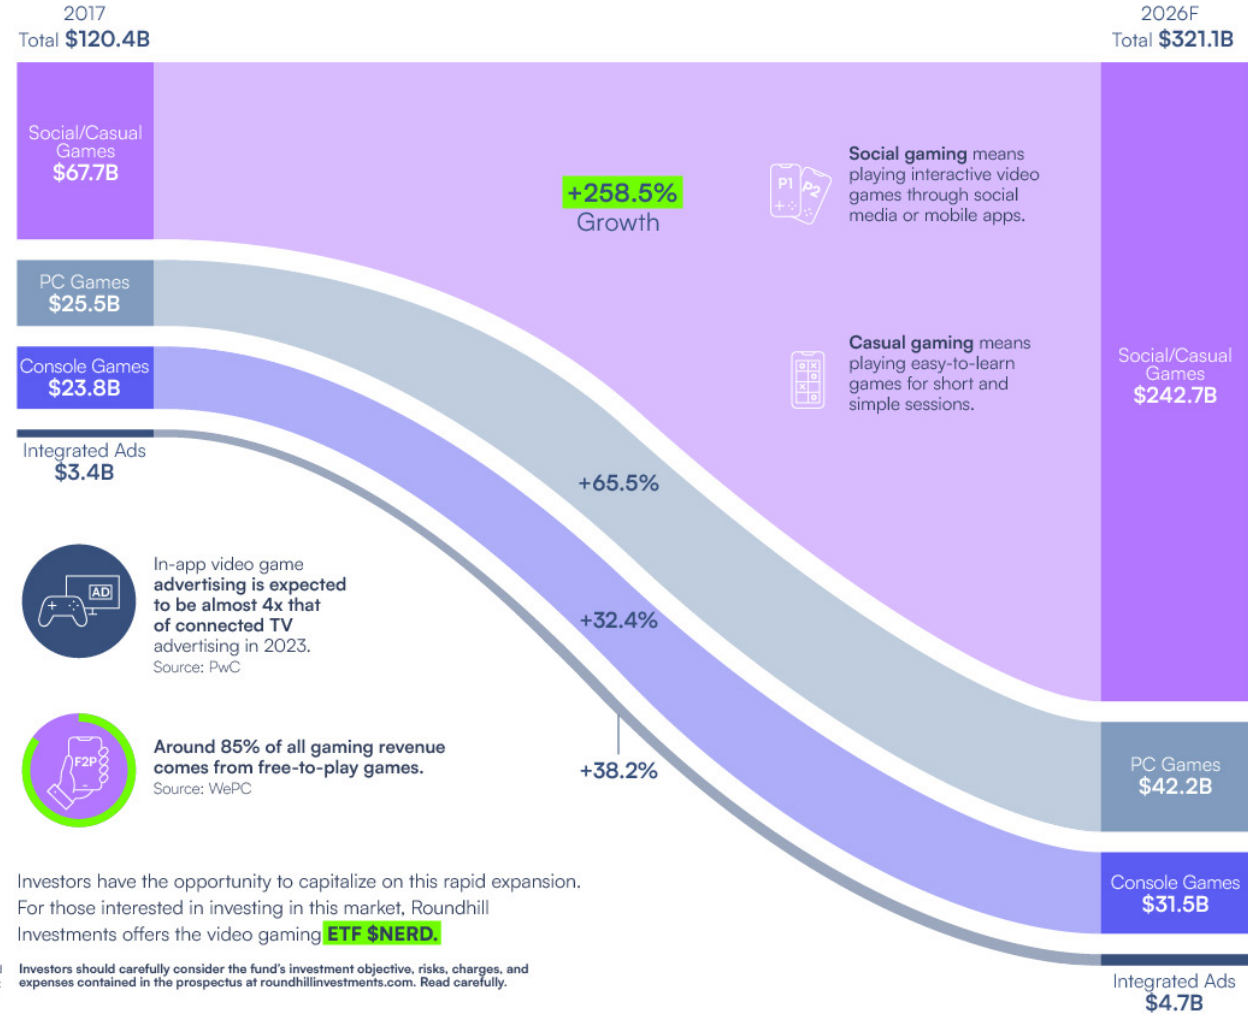 2017
Total $120.4B
2026F
Total $321.1B
Social/Casual
Games
$67.7B
PC Games
$25.5B
Console Games
$23.8B
Integrated Ads
$3.4B
+258.5%
Growth
+65.5%
+32.4%
+38.2%
P1
P2
Social gaming means
playing interactive video
games through social
media or mobile apps.
Casual gaming means
playing easy-to-learn
games for short and
simple sessions.
Social/Casual
Games
$242.7B
PC Games
$42.2B
Console Games
$31.5B
Integrated Ads
$4.7B
AD
In-app video game
advertising is expected
to be almost 4x that
of connected TV
advertising in 2023.
Source: PwC
F2P
Around 85% of all gaming revenue
comes from free-to-play games.
Source: WePC
Investors have the opportunity to capitalize on this rapid expansion.
For those interested in investing in this market, Roundhill
Investments offers the video gaming ETF $NERD.
Investors should carefully consider the fund's investment objective, risks, charges, and
expenses contained in the prospectus at roundhillinvestments.com. Read carefully.